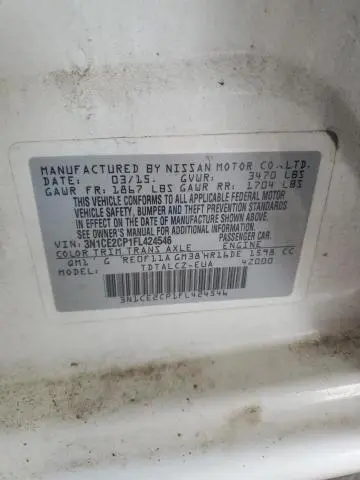 MANUFACTURED BY NISSAN MOTOR CO.,LTD.
DATE: 03/15. GVWR: 3470 LBS
GAWR FR: 1867 LBS GAWR RR: 1704 LBS
THIS VEHICLE CONFORMS TO ALL APPLICABLE FEDERAL MOTOR
VEHICLE SAFETY, BUMPER AND THEFT PREVENTION STANDARDS
IN EFFECT ON THE DATE OF MANUFACTURE SHOWN ABOVE.
SEE OWNER'S MANUAL FOR ADDITIONAL INFORMATION
VIN: 3N1CE2CP1FL424546 PASSENGER CAR.
COLOR TRIM TRANS AXLE ENGINE
QM1 G RE0F11A GM38 HR16DE 1598 CC
TDTALCZ-EUA 42000
3N1CE2CP1FL424546